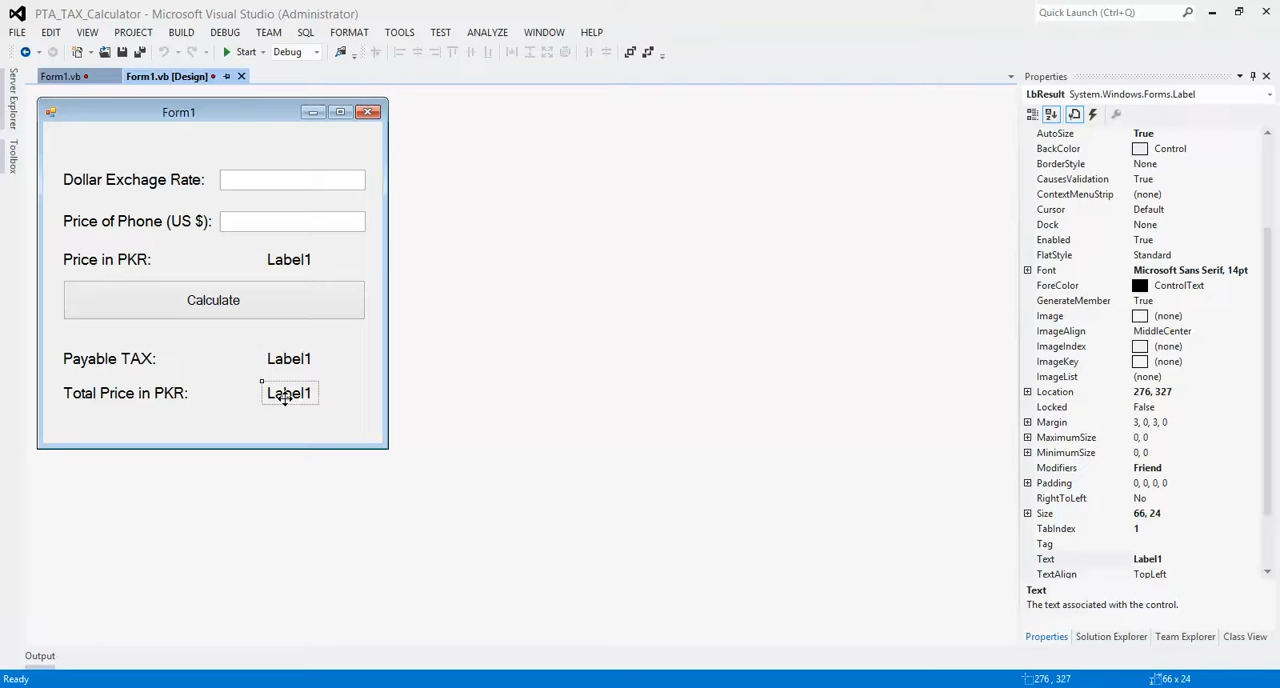 PTA_TAX_Calculator - Microsoft Visual Studio (Administrator)
Quick Launch (Ctrl+Q)
FILE EDIT VIEW PROJECT BUILD DEBUG TEAM SQL FORMAT TOOLS TEST ANALYZE WINDOW HELP
Start Debug
Form1.vb Form1.vb [Design]
Server Explorer
Toolbox
Form1
Dollar Exchage Rate:
Price of Phone (US $):
Price in PKR: Label1
Calculate
Payable TAX: Label1
Total Price in PKR: Label1
Properties
LbResult System.Windows.Forms.Label
AutoSize True
BackColor Control
BorderStyle None
CausesValidation True
ContextMenuStrip (none)
Cursor Default
Dock None
Enabled True
FlatStyle Standard
Font Microsoft Sans Serif, 14pt
ForeColor ControlText
GenerateMember True
Image (none)
ImageAlign MiddleCenter
ImageIndex (none)
ImageKey (none)
ImageList (none)
Location 276, 327
Locked False
Margin 3, 0, 3, 0
MaximumSize 0, 0
MinimumSize 0, 0
Modifiers Friend
Padding 0, 0, 0, 0
RightToLeft No
Size 66, 24
TabIndex 1
Tag
Text Label1
TextAlign TopLeft
Text
The text associated with the control.
Properties Solution Explorer Team Explorer Class View
Output
Ready 276 , 327 66 x 24